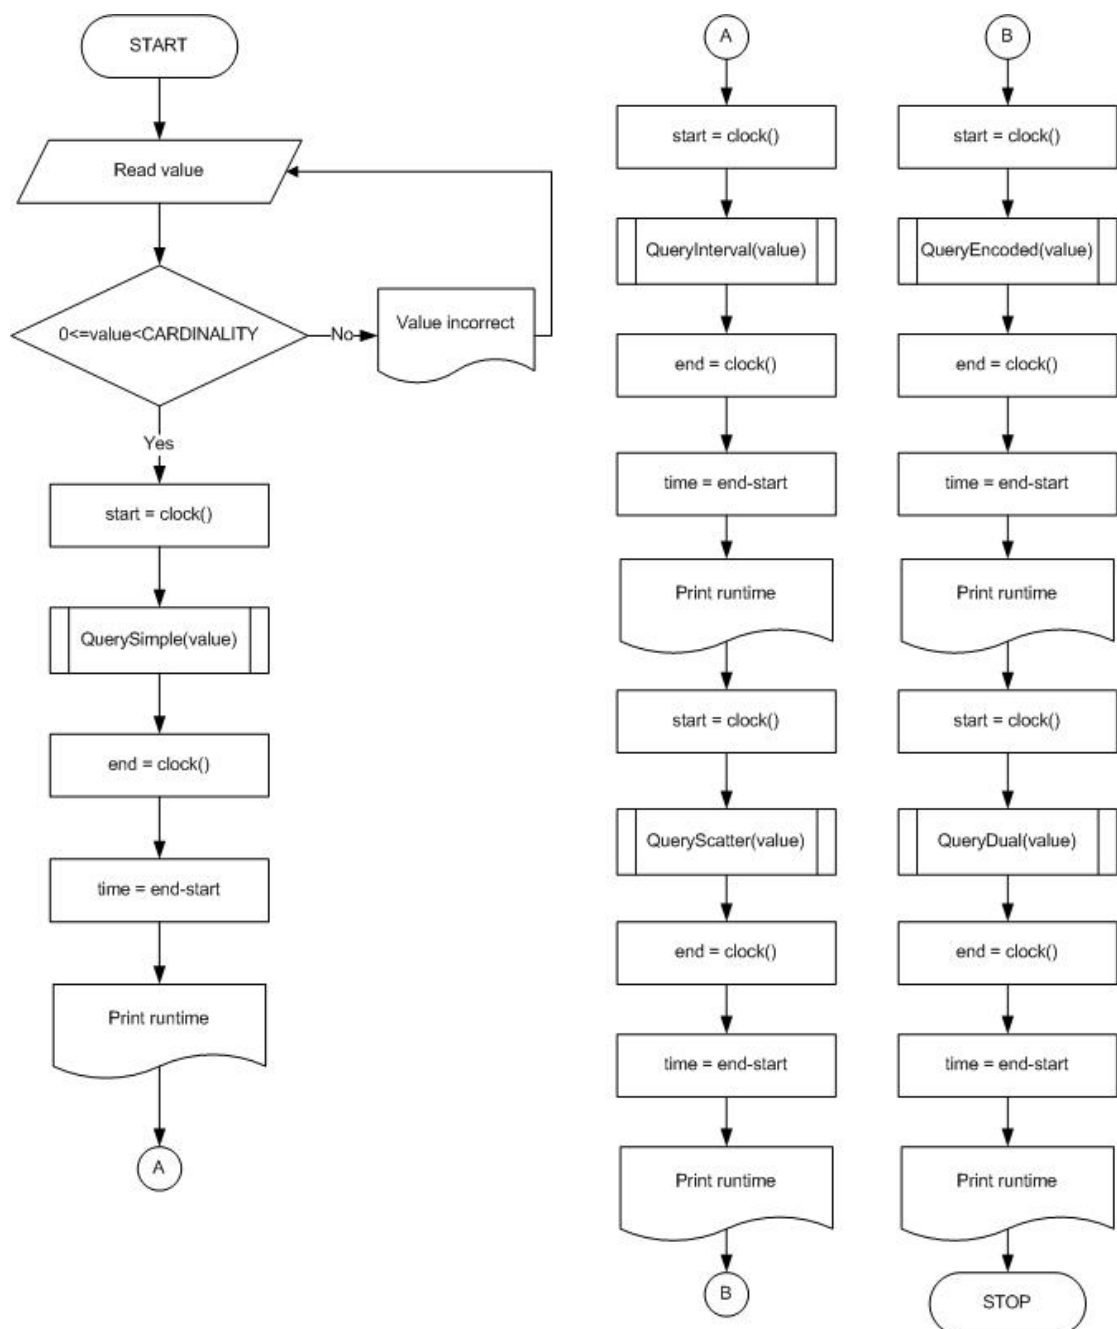 START
Read value
0<=value<CARDINALITY
No
Value incorrect
Yes
start = clock()
QuerySimple(value)
end = clock()
time = end-start
Print runtime
A
A
start = clock()
QueryInterval(value)
end = clock()
time = end-start
Print runtime
start = clock()
QueryScatter(value)
end = clock()
time = end-start
Print runtime
B
B
start = clock()
QueryEncoded(value)
end = clock()
time = end-start
Print runtime
start = clock()
QueryDual(value)
end = clock()
time = end-start
Print runtime
STOP